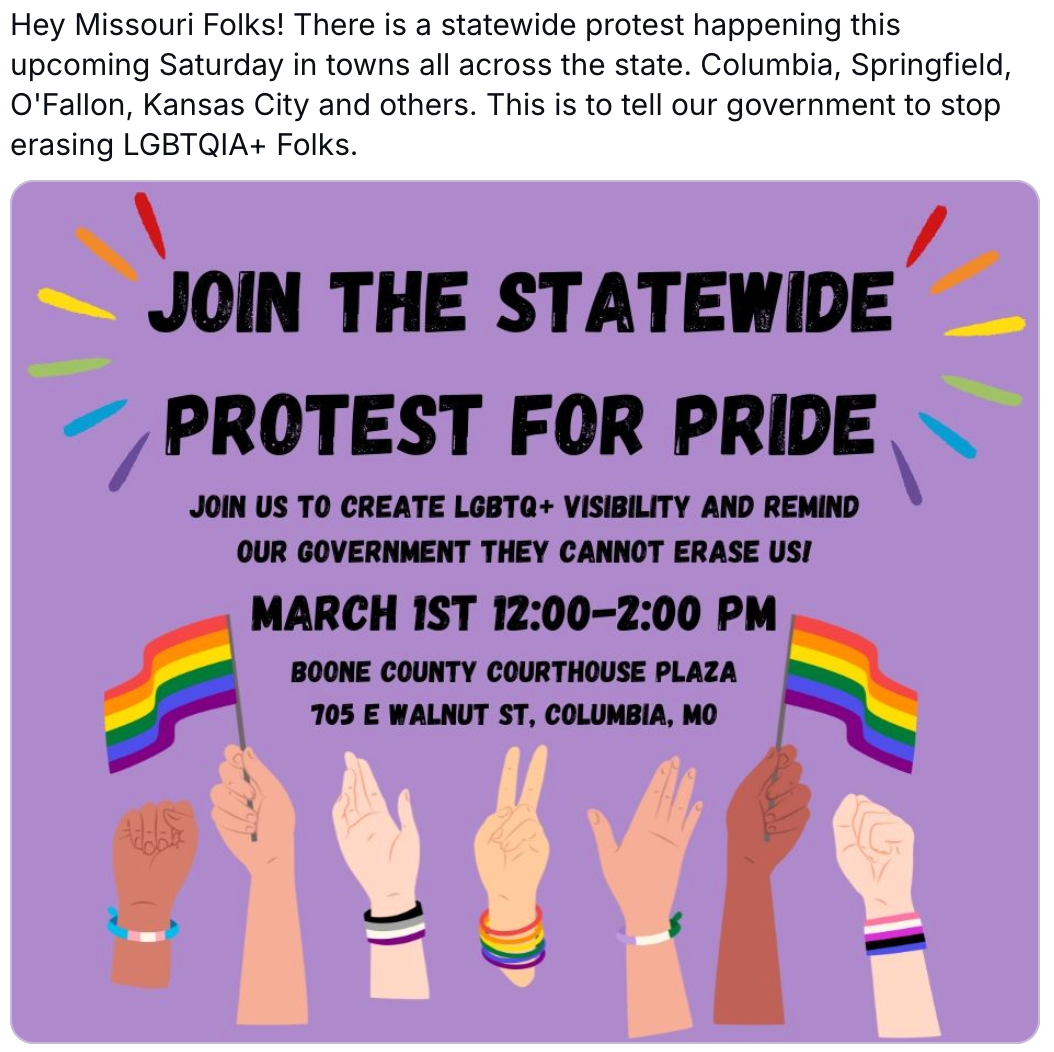 Hey Missouri Folks! There is a statewide protest happening this
upcoming Saturday in towns all across the state. Columbia, Springfield,
O'Fallon, Kansas City and others. This is to tell our government to stop
erasing LGBTQIA+ Folks.
JOIN THE STATEWIDE
PROTEST FOR PRIDE
JOIN US TO CREATE LGBTQ+ VISIBILITY AND REMIND
OUR GOVERNMENT THEY CANNOT ERASE US!
MARCH 1ST 12:00–2:00 PM
BOONE COUNTY COURTHOUSE PLAZA
705 E WALNUT ST, COLUMBIA, MO